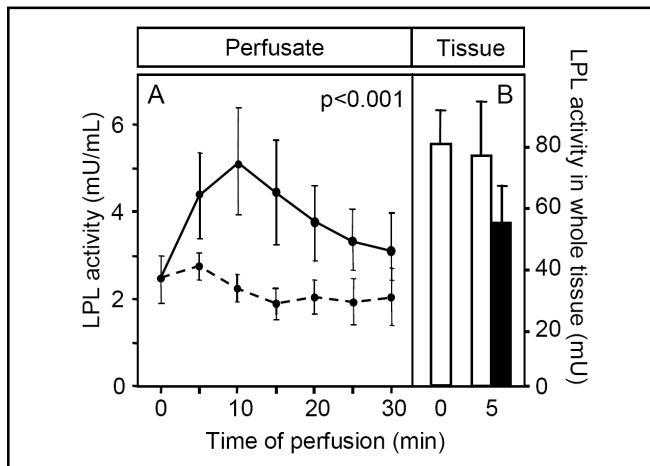 Perfusate
Tissue
A
p<0.001
B
LPL activity (mU/mL)
6
4
2
0
0
10
20
30
0
5
80
60
40
20
0
LPL activity in whole tissue (mU)
Time of perfusion (min)